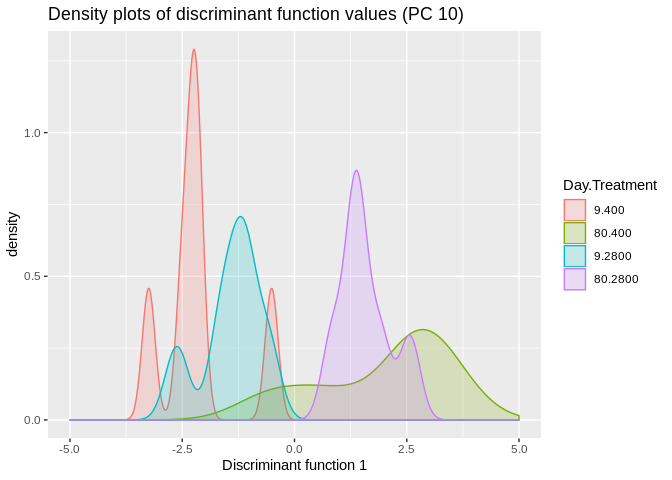 Density plots of discriminant function values (PC 10)
density
1.0
0.5
0.0
-5.0 -2.5 0.0 2.5 5.0
Discriminant function 1
Day.Treatment
9.400
80.400
9.2800
80.2800